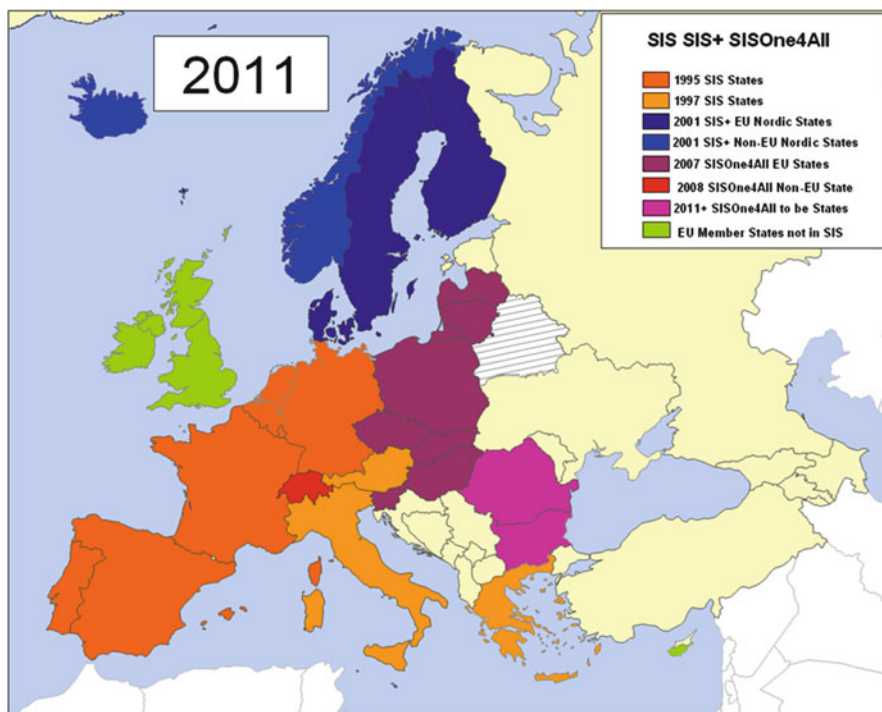 2011
SIS SIS+ SISOne4All
1995 SIS States
1997 SIS States
2001 SIS+ EU Nordic States
2001 SIS+ Non-EU Nordic States
2007 SISOne4All EU States
2008 SISOne4All Non-EU State
2011+ SISOne4All to be States
EU Member States not in SIS